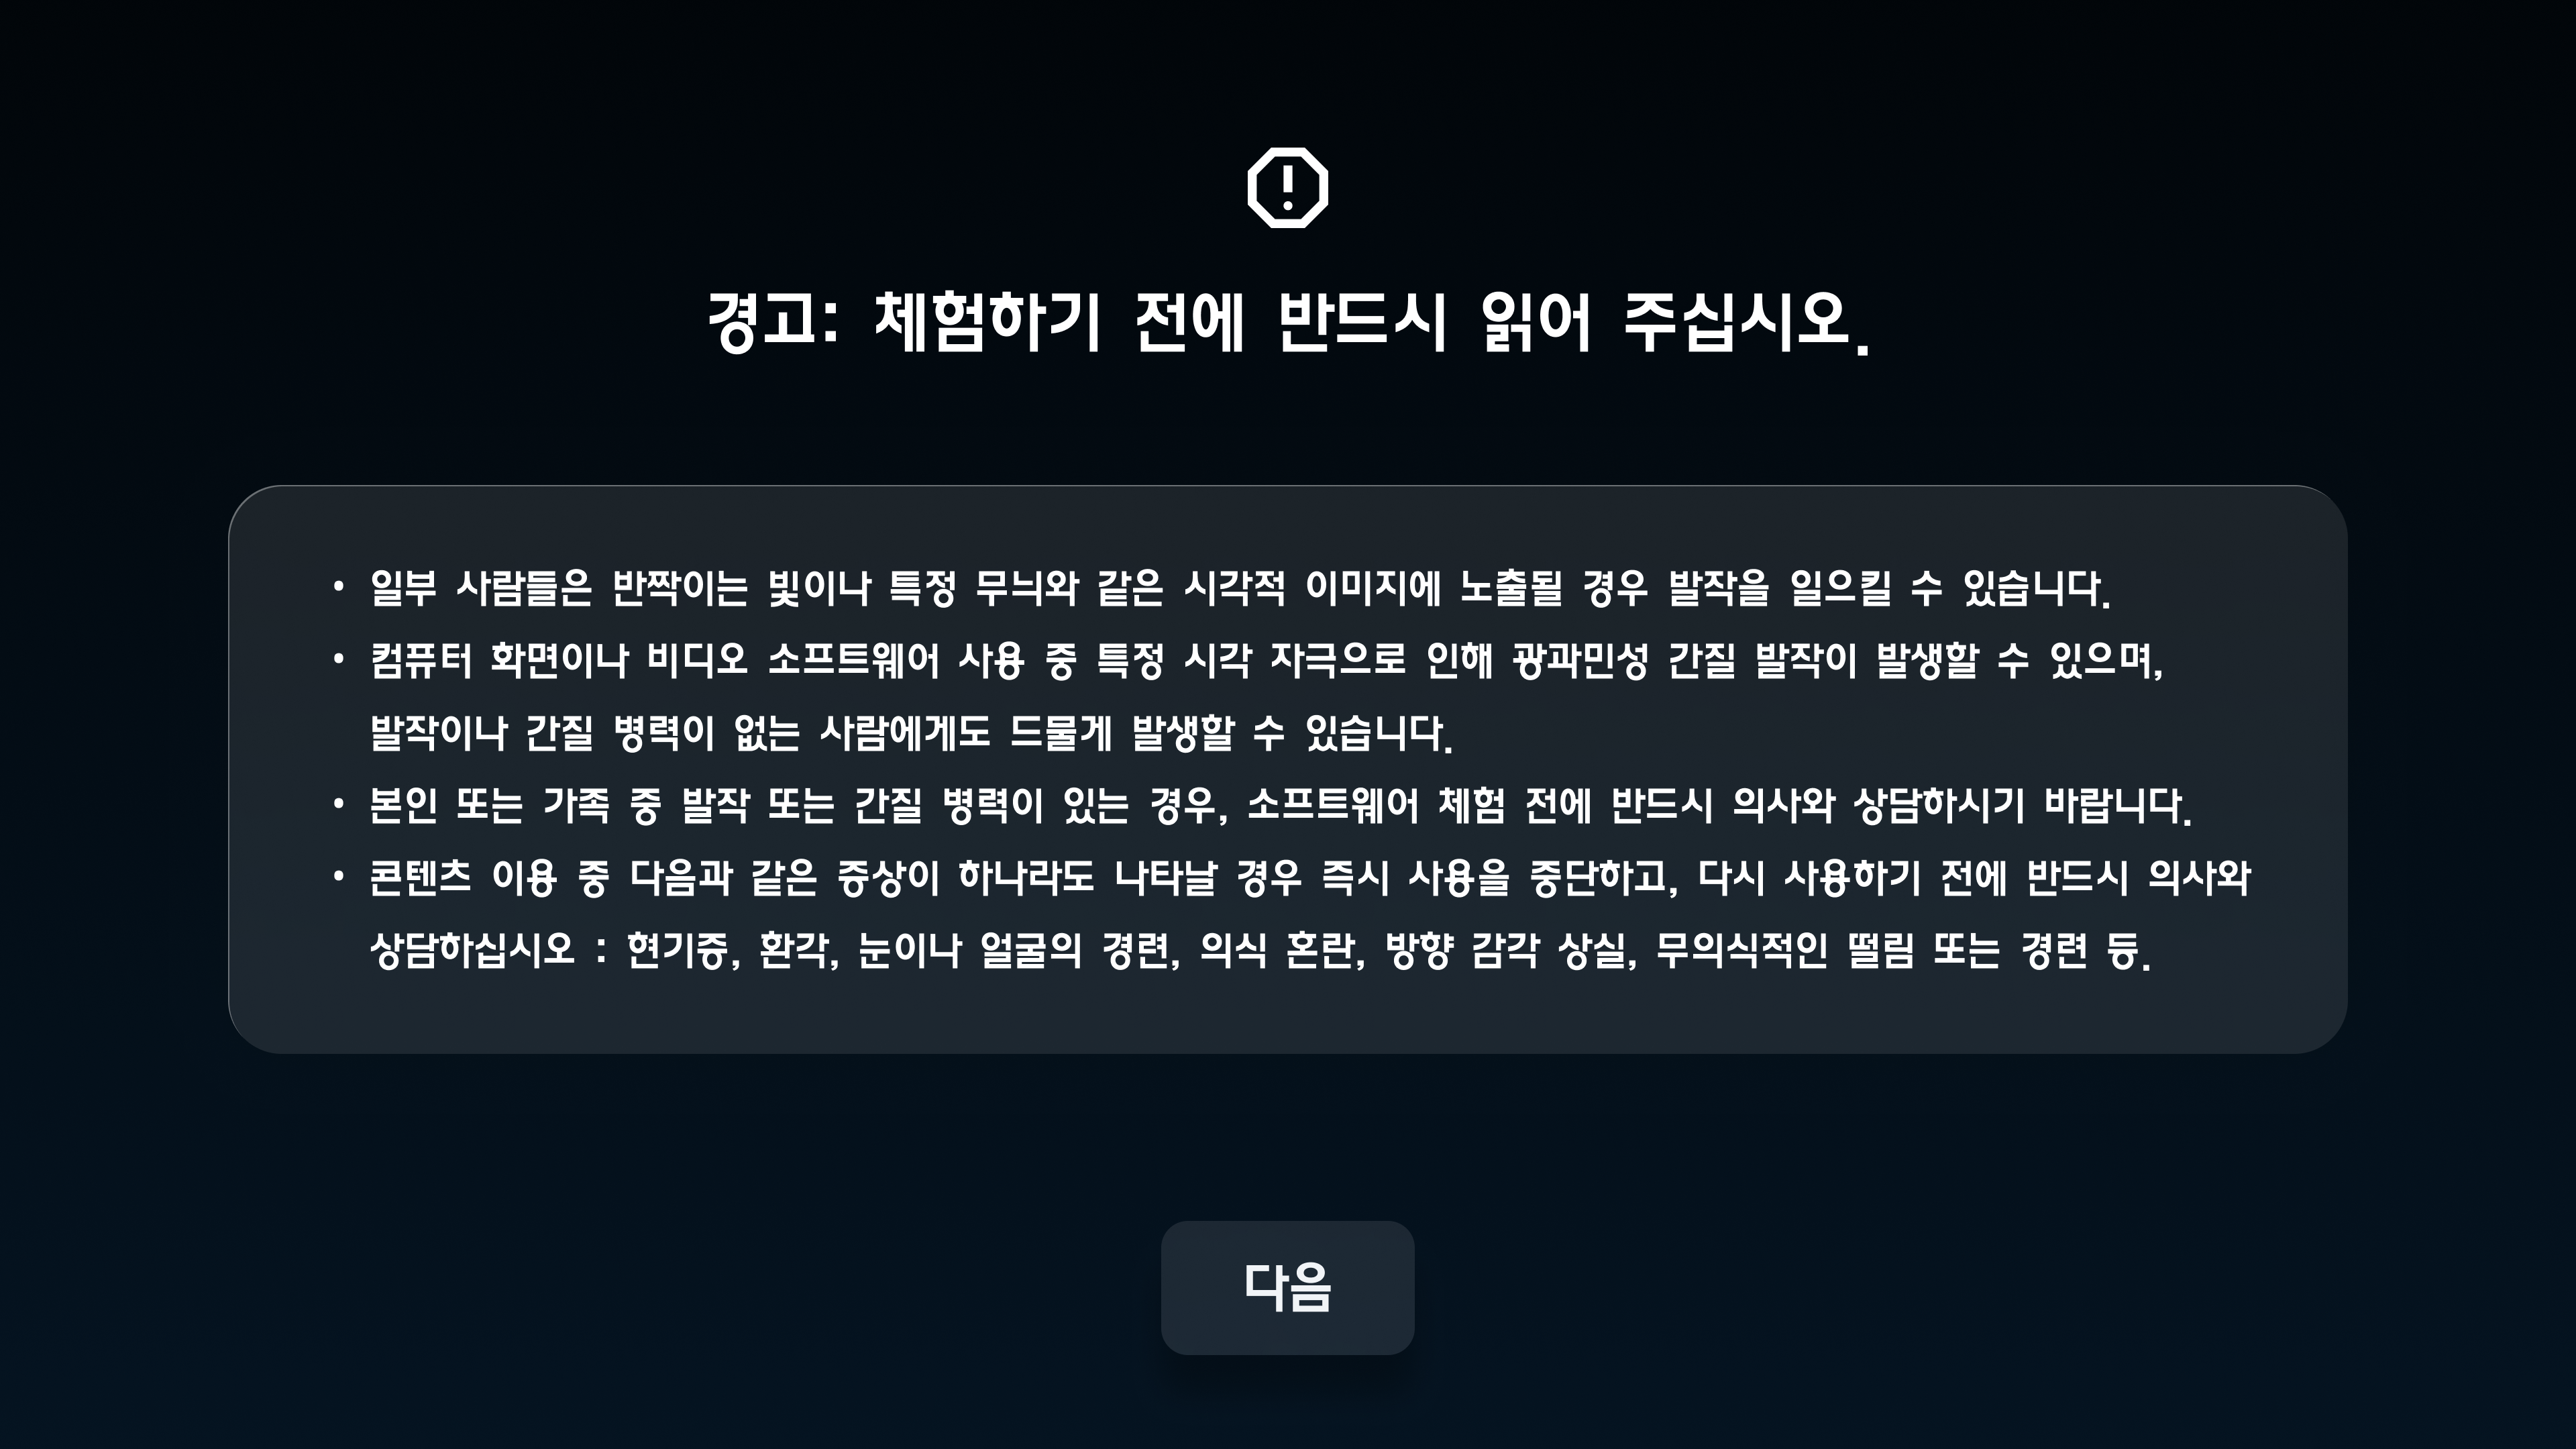 경고: 체험하기 전에 반드시 읽어 주십시오.
• 일부 사람들은 반짝이는 빛이나 특정 무늬와 같은 시각적 이미지에 노출될 경우 발작을 일으킬 수 있습니다.
• 컴퓨터 화면이나 비디오 소프트웨어 사용 중 특정 시각 자극으로 인해 광과민성 간질 발작이 발생할 수 있으며,
발작이나 간질 병력이 없는 사람에게도 드물게 발생할 수 있습니다.
• 본인 또는 가족 중 발작 또는 간질 병력이 있는 경우, 소프트웨어 체험 전에 반드시 의사와 상담하시기 바랍니다.
• 콘텐츠 이용 중 다음과 같은 증상이 하나라도 나타날 경우 즉시 사용을 중단하고, 다시 사용하기 전에 반드시 의사와
상담하십시오 : 현기증, 환각, 눈이나 얼굴의 경련, 의식 혼란, 방향 감각 상실, 무의식적인 떨림 또는 경련 등.
다음